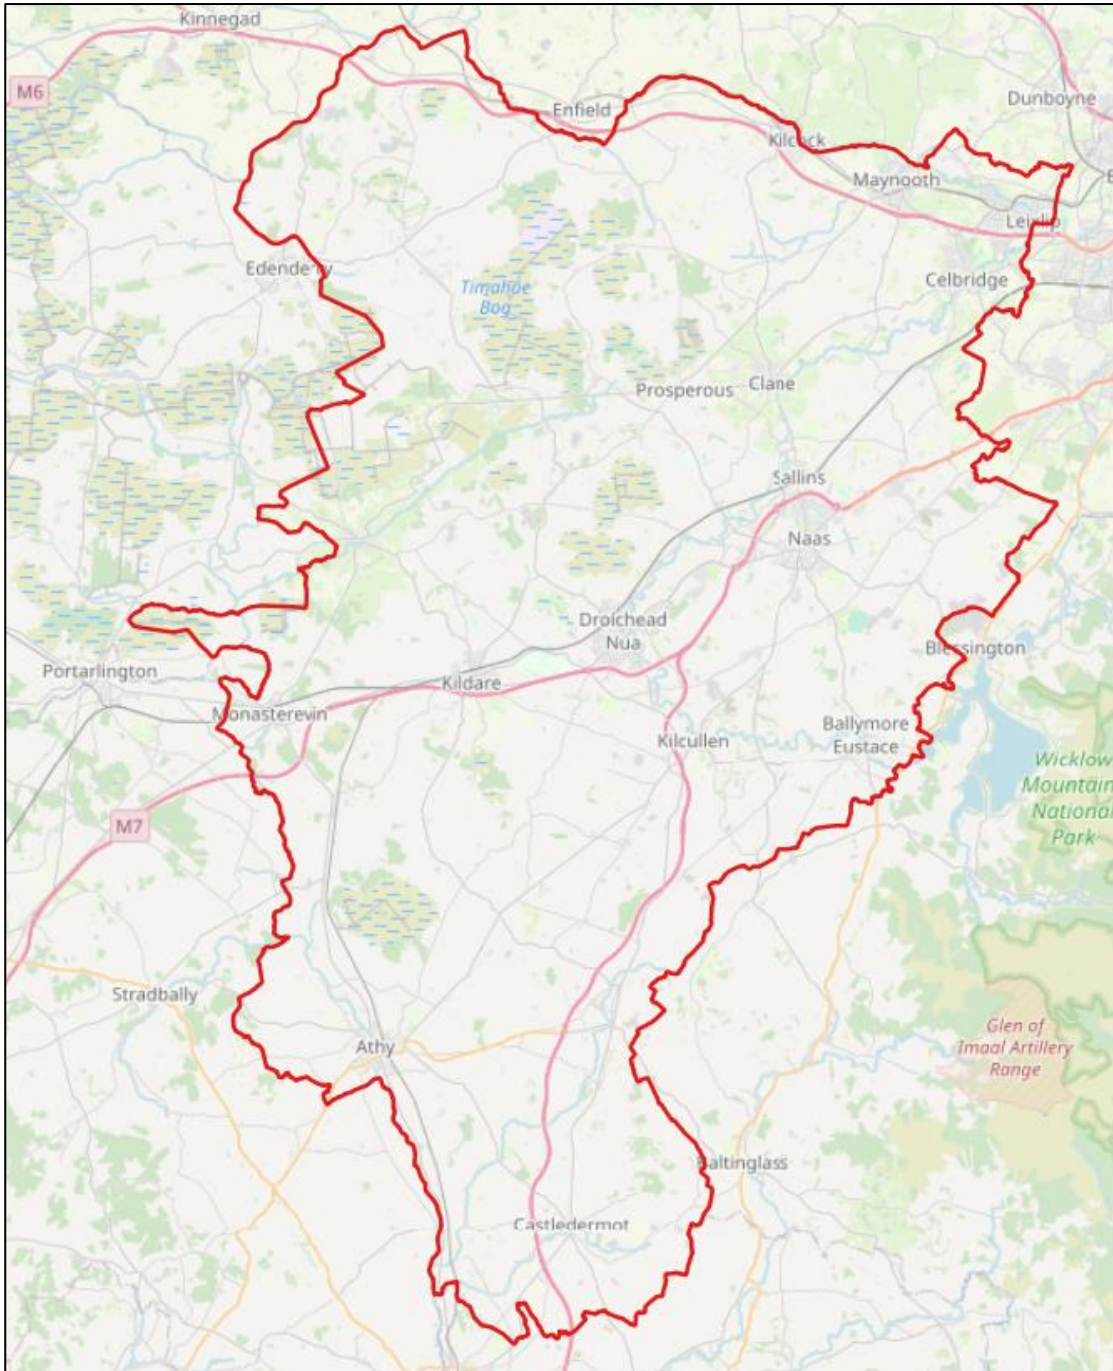 Kinnegad
M6
Dunboyne
Enfield
Kilcock
Maynooth
Leixlip
Edenderry
Celbridge
Timahoe
Bog
Prosperous
Clane
Sallins
Naas
Droichead
Nua
Blessington
Portarlington
Kildare
Monasterevin
Ballymore
Eustace
Kilcullen
Wicklow
Mountain
National
Park
M7
Stradbally
Glen of
Imaal Artillery
Range
Athy
Baltinglass
Castledermot